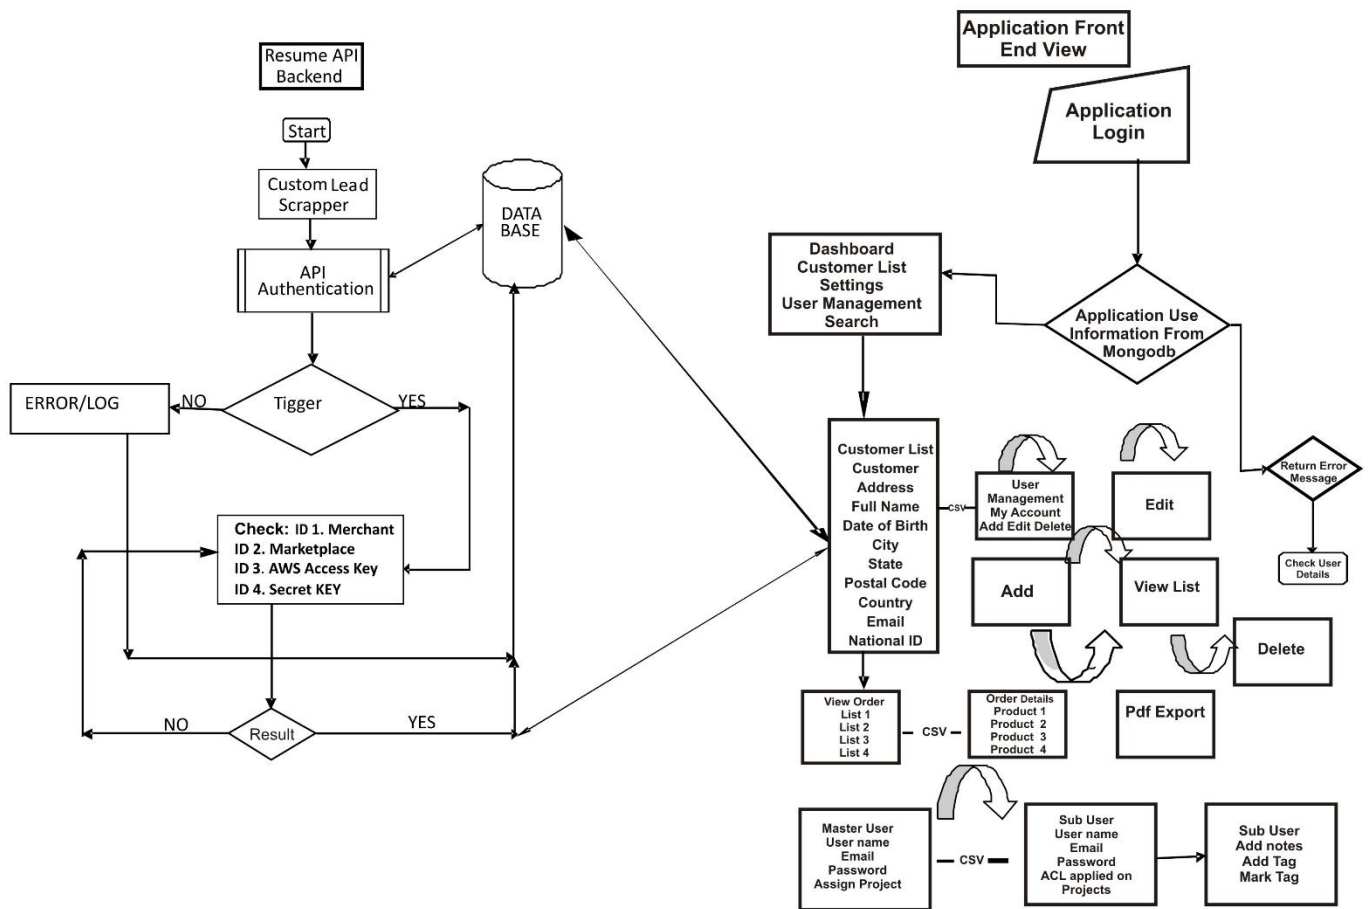 Resume API
Backend
Start
Custom Lead
Scrapper
API
Authentication
DATA
BASE
Tigger
NO
YES
ERROR/LOG
Check: ID 1. Merchant
ID 2. Marketplace
ID 3. AWS Access Key
ID 4. Secret KEY
NO
Result
YES
Application Front
End View
Application
Login
Application Use
Information From
Mongodb
Dashboard
Customer List
Settings
User Management
Search
Return Error
Message
Check User
Details
Customer List
Customer
Address
Full Name
Date of Birth
City
State
Postal Code
Country
Email
National ID
CSV
User
Management
My Account
Add Edit Delete
Edit
Add
View List
Delete
View Order
List 1
List 2
List 3
List 4
CSV
Order Details
Product 1
Product 2
Product 3
Product 4
Pdf Export
Master User
User name
Email
Password
Assign Project
CSV
Sub User
User name
Email
Password
ACL applied on
Projects
Sub User
Add notes
Add Tag
Mark Tag